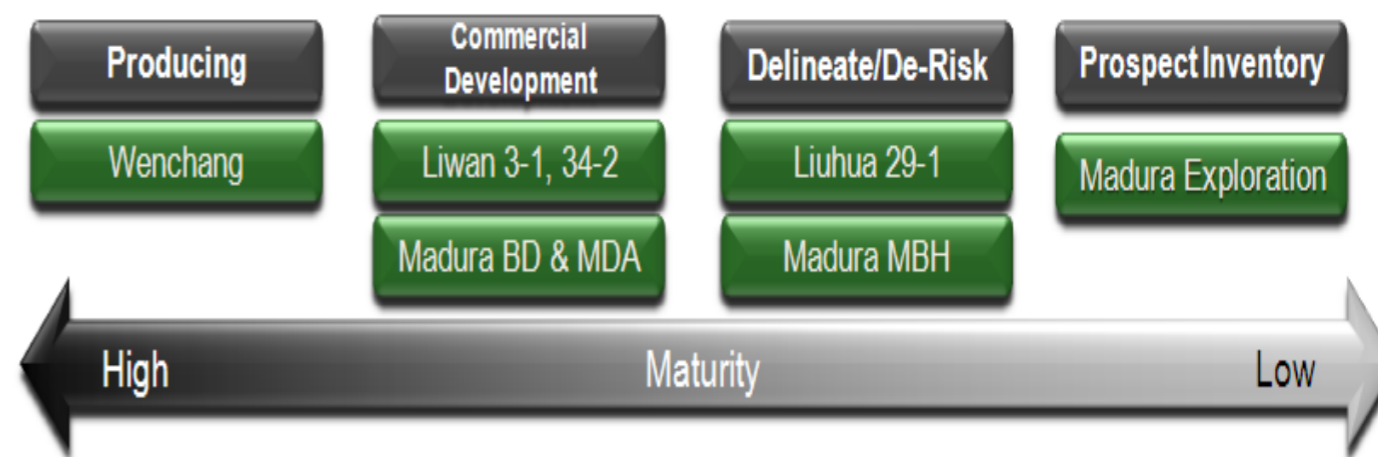 Producing
Commercial
Development
Delineate/De-Risk
Prospect Inventory
Wenchang
Liwan 3-1, 34-2
Liuhua 29-1
Madura Exploration
Madura BD & MDA
Madura MBH
High
Maturity
Low